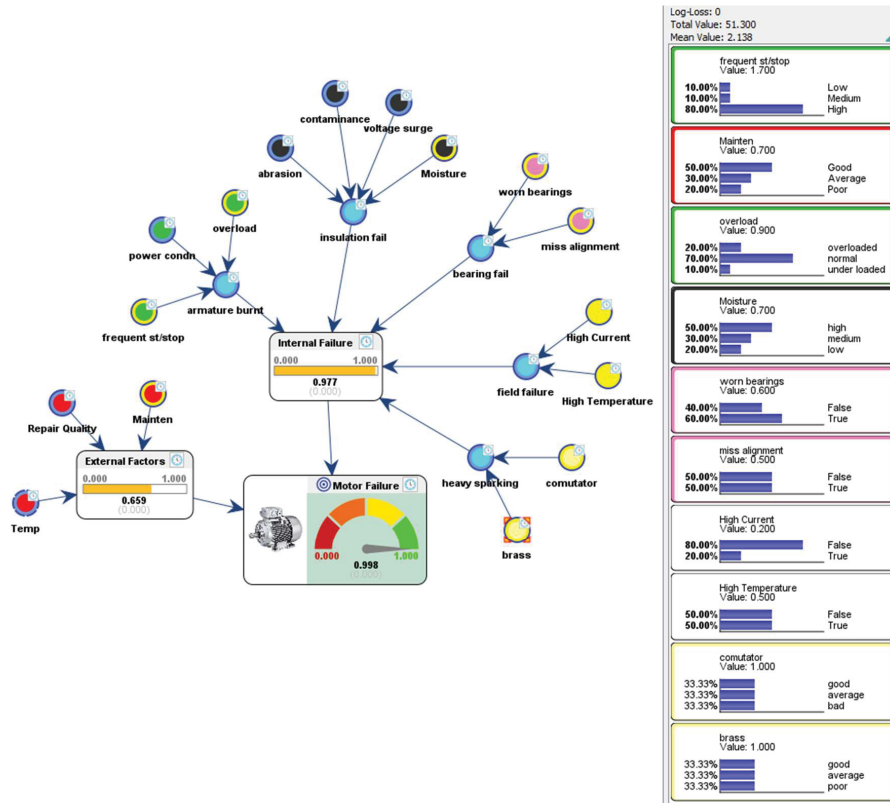 contaminance
voltage surge
abrasion
Moisture
worn bearings
overload
insulation fail
miss alignment
power condn
bearing fail
armature burnt
frequent st/stop
Internal Failure
0.000 1.000
0.977
(0.000)
High Current
field failure
High Temperature
Repair Quality
Mainten
External Factors
0.000 1.000
0.659
(0.000)
Temp
Motor Failure
0.000 1.000
0.998
(0.000)
heavy sparking
comutator
brass
Log-Loss: 0
Total Value: 51.300
Mean Value: 2.138
frequent st/stop
Value: 1.700
10.00% Low
10.00% Medium
80.00% High
Mainten
Value: 0.700
50.00% Good
30.00% Average
20.00% Poor
overload
Value: 0.900
20.00% overloaded
70.00% normal
10.00% under loaded
Moisture
Value: 0.700
50.00% high
30.00% medium
20.00% low
worn bearings
Value: 0.600
40.00% False
60.00% True
miss alignment
Value: 0.500
50.00% False
50.00% True
High Current
Value: 0.200
80.00% False
20.00% True
High Temperature
Value: 0.500
50.00% False
50.00% True
comutator
Value: 1.000
33.33% good
33.33% average
33.33% bad
brass
Value: 1.000
33.33% good
33.33% average
33.33% poor